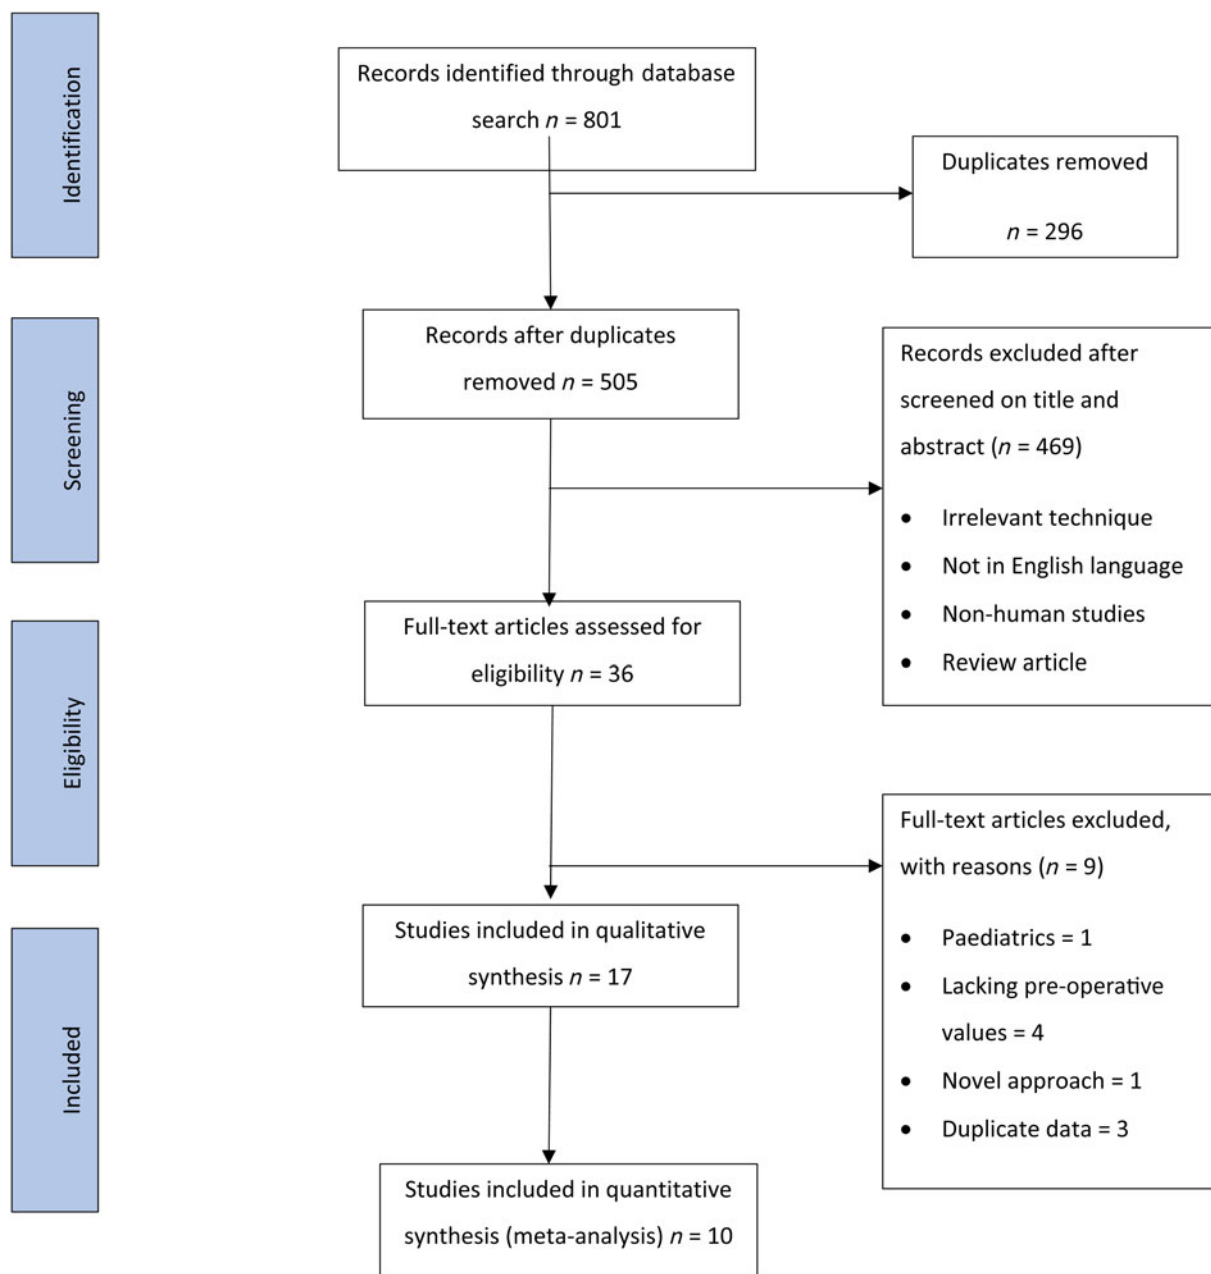 Identification
Records identified through database
search n = 801
Duplicates removed
n = 296
Screening
Records after duplicates
removed n = 505
Records excluded after
screened on title and
abstract (n = 469)
• Irrelevant technique
• Not in English language
• Non-human studies
• Review article
Eligibility
Full-text articles assessed for
eligibility n = 36
Full-text articles excluded,
with reasons (n = 9)
• Paediatrics = 1
• Lacking pre-operative
values = 4
• Novel approach = 1
• Duplicate data = 3
Included
Studies included in qualitative
synthesis n = 17
Studies included in quantitative
synthesis (meta-analysis) n = 10